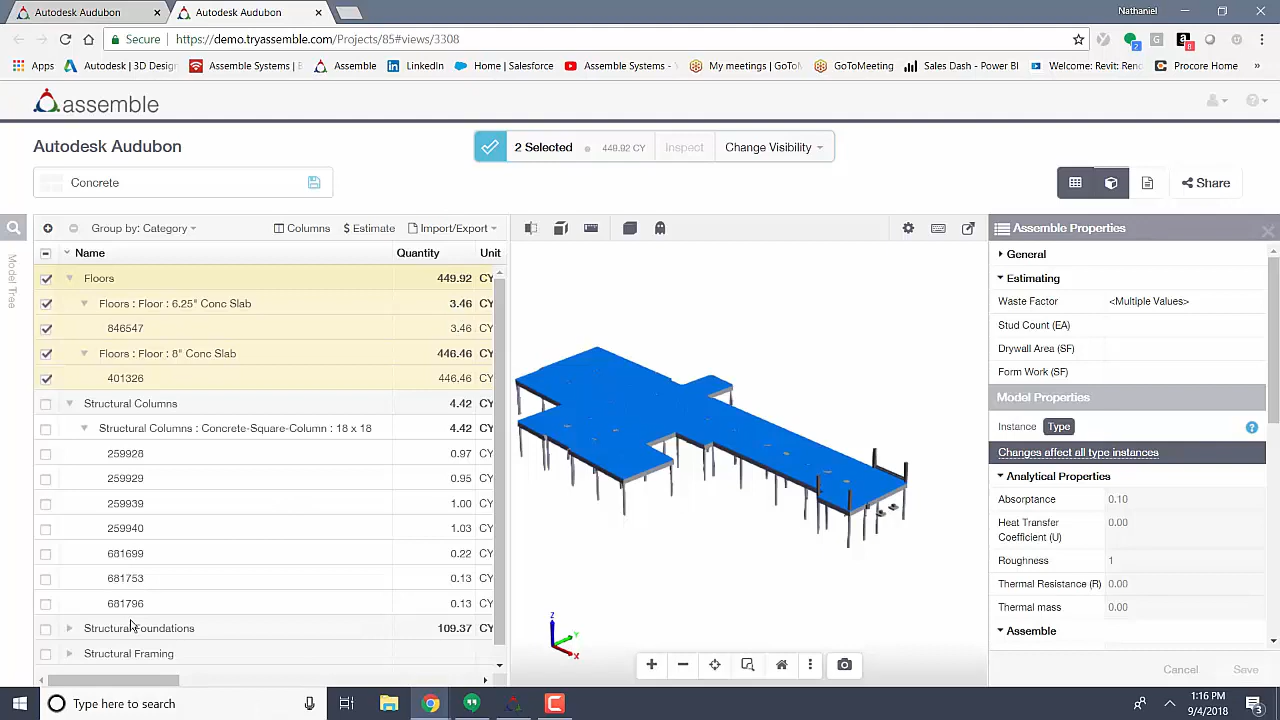 Autodesk Audubon
Autodesk Audubon
Nathaniel
Secure
https://demo.tryassemble.com/Projects/85#views/3308
Apps
Autodesk | 3D Desig
Assemble Systems | E
Assemble
LinkedIn
Home | Salesforce
Assemble Systems -
My meetings | GoToM
GoToMeeting
Sales Dash - Power BI
Welcome: Revit: Ren
Procore Home
assemble
Autodesk Audubon
2 Selected
449.92 CY
Inspect
Change Visibility
Concrete
Share
Group by: Category
Columns
$ Estimate
Import/Export
Assemble Properties
Model Tree
Name Quantity Unit
Floors 449.92 CY
Floors : Floor : 6.25" Conc Slab 3.46 CY
846547 3.46 CY
Floors : Floor : 8" Conc Slab 446.46 CY
401326 446.46 CY
Structural Columns 4.42 CY
Structural Columns : Concrete-Square-Column : 18 x 18 4.42 CY
259928 0.97 CY
259929 0.95 CY
259939 1.00 CY
259940 1.03 CY
681699 0.22 CY
681753 0.13 CY
681796 0.13 CY
Structural Foundations 109.37 CY
Structural Framing
Z
Y
X
General
Estimating
Waste Factor <Multiple Values>
Stud Count (EA)
Drywall Area (SF)
Form Work (SF)
Model Properties
Instance Type
Changes affect all type instances
Analytical Properties
Absorptance 0.10
Heat Transfer 0.00
Coefficient (U)
Roughness 1
Thermal Resistance (R) 0.00
Thermal mass 0.00
Assemble
Cancel Save
Type here to search
1:16 PM
9/4/2018